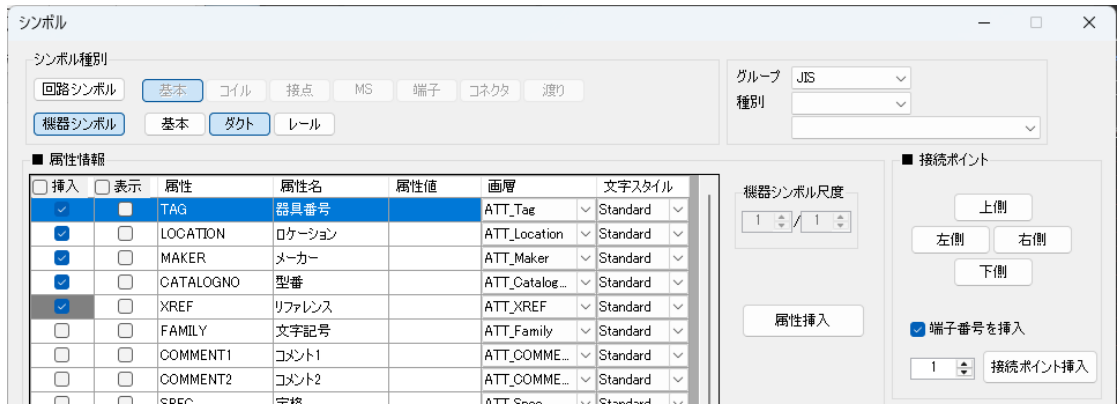 シンボル
シンボル種別
回路シンボル 基本 コイル 接点 MS 端子 コネクタ 渡り
機器シンボル 基本 ダクト レール
グループ JIS
種別
■ 属性情報
挿入 表示 属性 属性名 属性値 画層 文字スタイル
TAG 器具番号 ATT_Tag Standard
LOCATION ロケーション ATT_Location Standard
MAKER メーカー ATT_Maker Standard
CATALOGNO 型番 ATT_Catalog... Standard
XREF リファレンス ATT_XREF Standard
FAMILY 文字記号 ATT_Family Standard
COMMENT1 コメント1 ATT_COMME... Standard
COMMENT2 コメント2 ATT_COMME... Standard
SPEC 定格 ATT_Spec Standard
機器シンボル尺度
1 / 1
属性挿入
■ 接続ポイント
上側
左側 右側
下側
端子番号を挿入
1 接続ポイント挿入